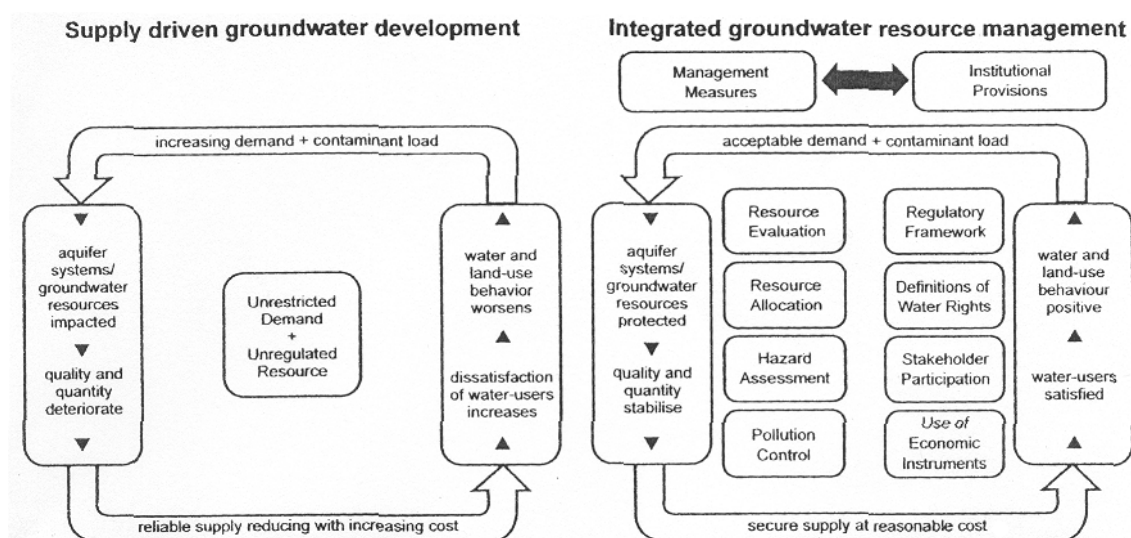 Supply driven groundwater development
increasing demand + contaminant load
aquifer
systems/
groundwater
resources
impacted
quality and
quantity
deteriorate
Unrestricted
Demand
+
Unregulated
Resource
water and
land-use
behavior
worsens
dissatisfaction
of water-users
increases
reliable supply reducing with increasing cost
Integrated groundwater resource management
Management
Measures
Institutional
Provisions
acceptable demand + contaminant load
aquifer
systems/
groundwater
resources
protected
quality and
quantity
stabilise
Resource
Evaluation
Resource
Allocation
Hazard
Assessment
Pollution
Control
Regulatory
Framework
Definitions of
Water Rights
Stakeholder
Participation
Use of
Economic
Instruments
water and
land-use
behaviour
positive
water-users
satisfied
secure supply at reasonable cost